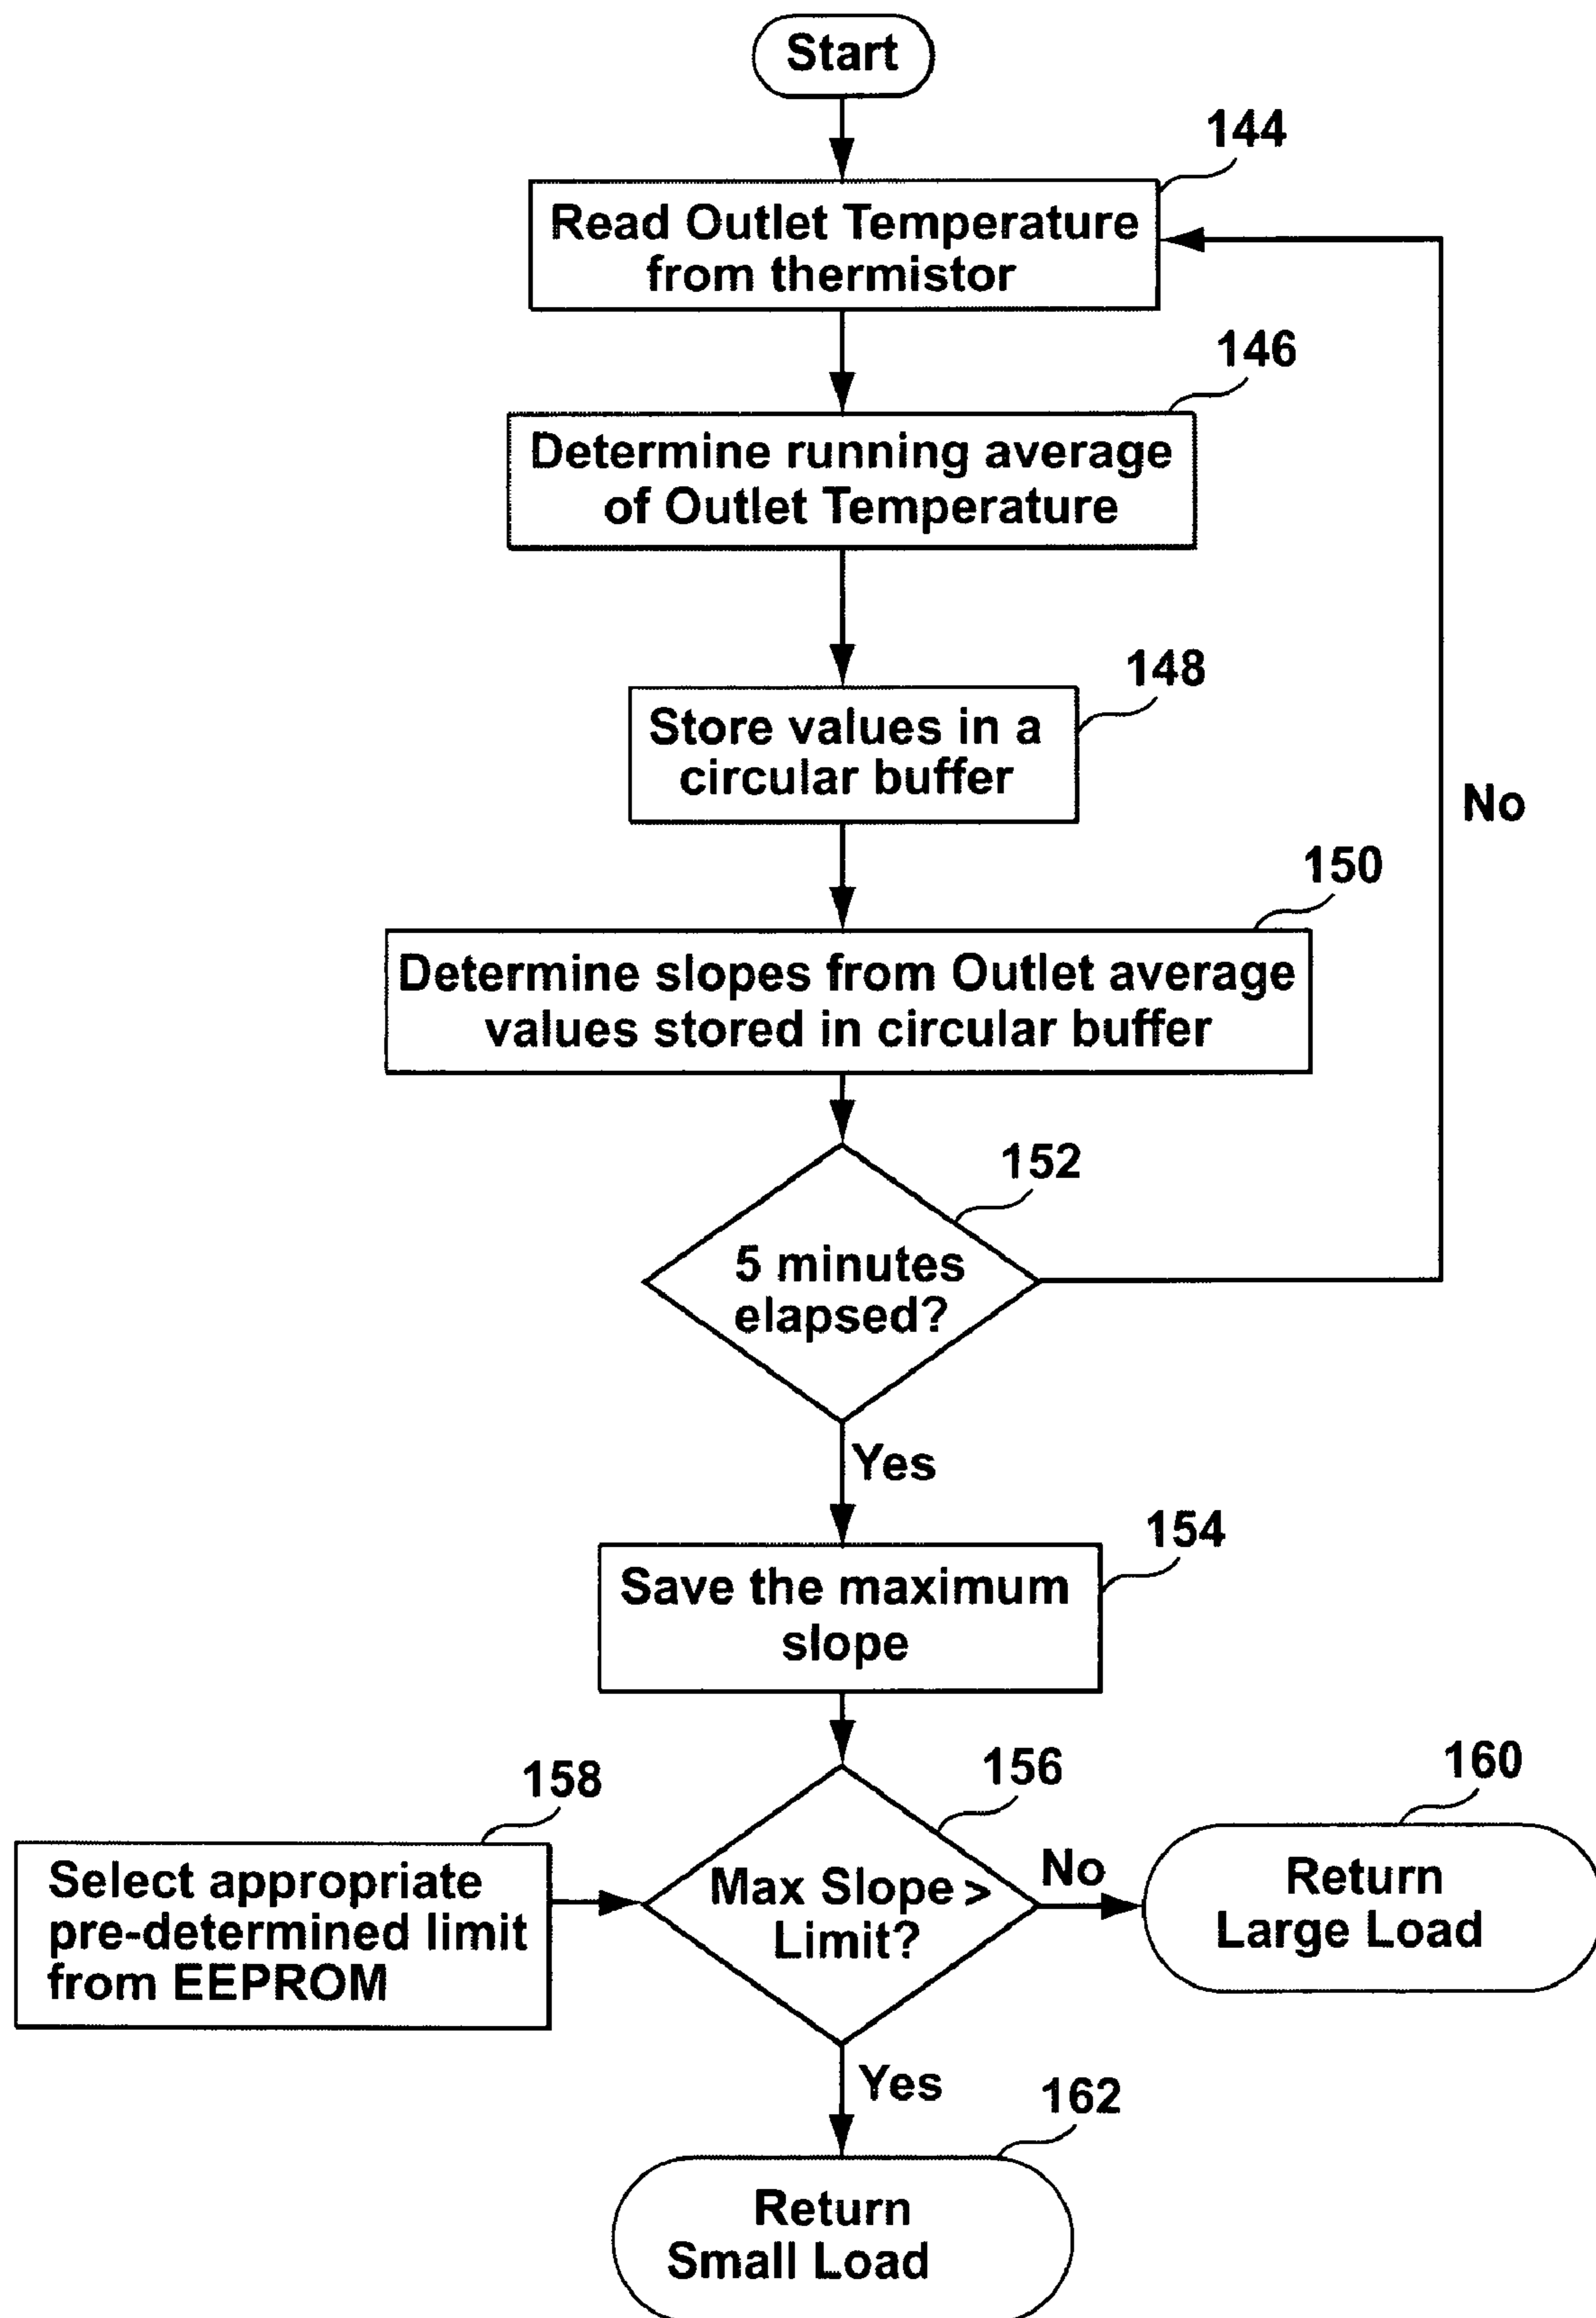 Start
144
Read Outlet Temperature
from thermistor
146
Determine running average
of Outlet Temperature
148
Store values in a
circular buffer
No
150
Determine slopes from Outlet average
values stored in circular buffer
152
5 minutes
elapsed?
Yes
154
Save the maximum
slope
158
Select appropriate
pre-determined limit
from EEPROM
156
Max Slope >
Limit?
No
160
Return
Large Load
Yes
162
Return
Small Load